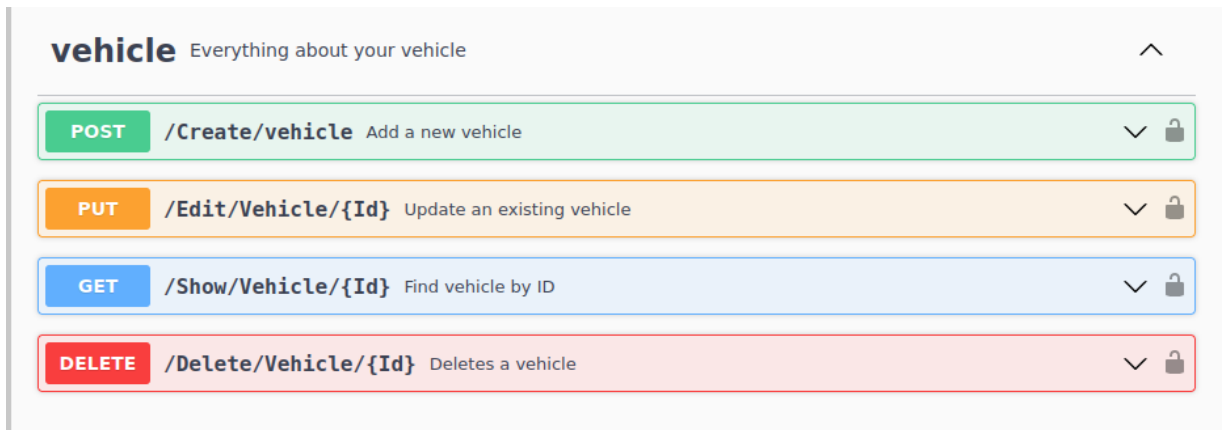 vehicle Everything about your vehicle
POST /Create/vehicle Add a new vehicle
PUT /Edit/Vehicle/{Id} Update an existing vehicle
GET /Show/Vehicle/{Id} Find vehicle by ID
DELETE /Delete/Vehicle/{Id} Deletes a vehicle